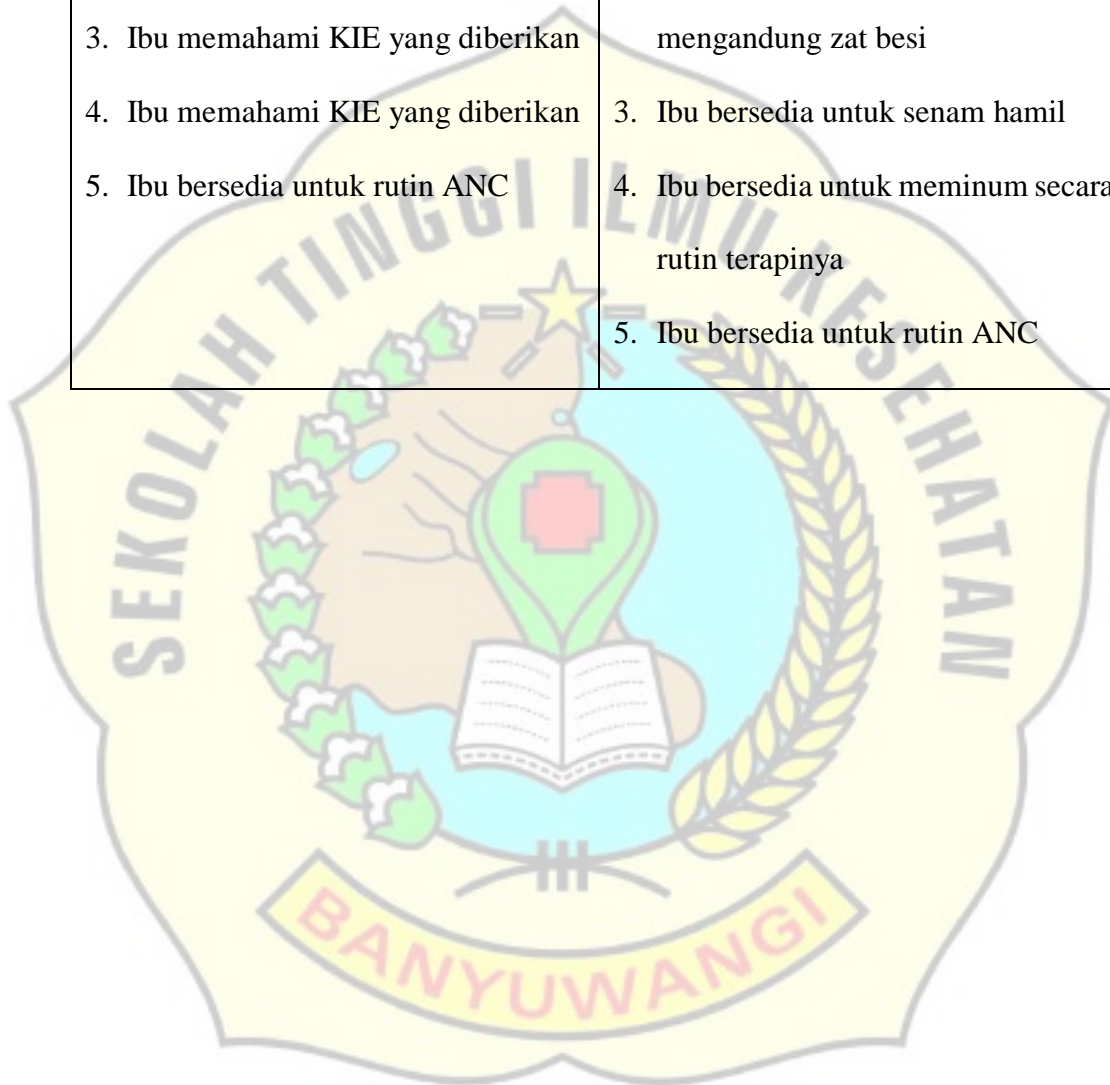 3. Ibu memahami KIE yang diberikan
4. Ibu memahami KIE yang diberikan
5. Ibu bersedia untuk rutin ANC
mengandung zat besi
3. Ibu bersedia untuk senam hamil
4. Ibu bersedia untuk meminum secara
rutin terapinya
5. Ibu bersedia untuk rutin ANC
SEKOLAH TINGGI ILMU KESEHATAN
BANYUWANGI